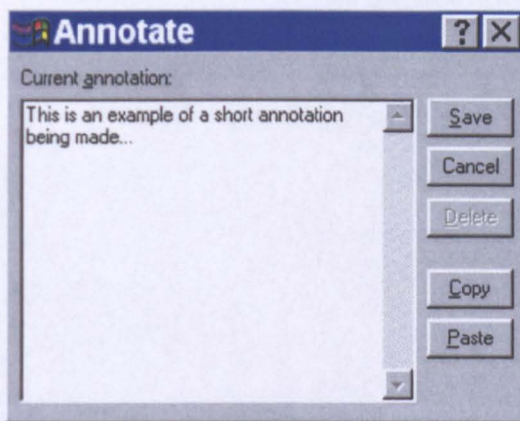 Annotate
?
Current annotation:
This is an example of a short annotation
being made...
Save
Cancel
Delete
Copy
Paste